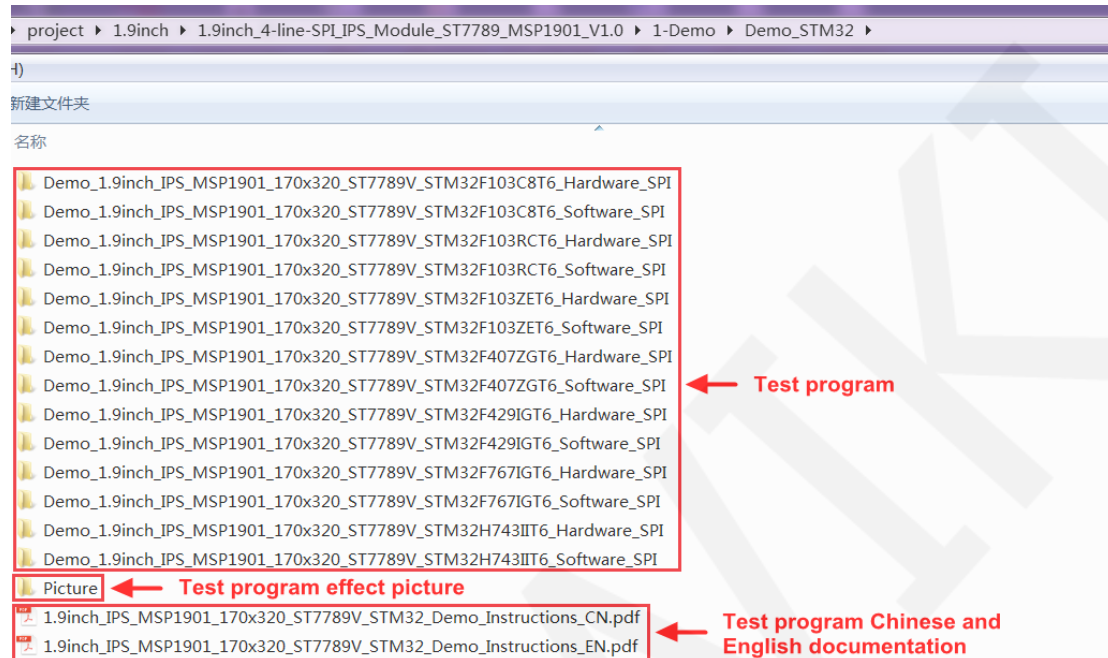 project ▸ 1.9inch ▸ 1.9inch_4-line-SPI_IPS_Module_ST7789_MSP1901_V1.0 ▸ 1-Demo ▸ Demo_STM32 ▸
H)
新建文件夹
名称
Demo_1.9inch_IPS_MSP1901_170x320_ST7789V_STM32F103C8T6_Hardware_SPI
Demo_1.9inch_IPS_MSP1901_170x320_ST7789V_STM32F103C8T6_Software_SPI
Demo_1.9inch_IPS_MSP1901_170x320_ST7789V_STM32F103RCT6_Hardware_SPI
Demo_1.9inch_IPS_MSP1901_170x320_ST7789V_STM32F103RCT6_Software_SPI
Demo_1.9inch_IPS_MSP1901_170x320_ST7789V_STM32F103ZET6_Hardware_SPI
Demo_1.9inch_IPS_MSP1901_170x320_ST7789V_STM32F103ZET6_Software_SPI
Demo_1.9inch_IPS_MSP1901_170x320_ST7789V_STM32F407ZGT6_Hardware_SPI
Demo_1.9inch_IPS_MSP1901_170x320_ST7789V_STM32F407ZGT6_Software_SPI
Test program
Demo_1.9inch_IPS_MSP1901_170x320_ST7789V_STM32F429IGT6_Hardware_SPI
Demo_1.9inch_IPS_MSP1901_170x320_ST7789V_STM32F429IGT6_Software_SPI
Demo_1.9inch_IPS_MSP1901_170x320_ST7789V_STM32F767IGT6_Hardware_SPI
Demo_1.9inch_IPS_MSP1901_170x320_ST7789V_STM32F767IGT6_Software_SPI
Demo_1.9inch_IPS_MSP1901_170x320_ST7789V_STM32H743IIT6_Hardware_SPI
Demo_1.9inch_IPS_MSP1901_170x320_ST7789V_STM32H743IIT6_Software_SPI
Picture
Test program effect picture
1.9inch_IPS_MSP1901_170x320_ST7789V_STM32_Demo_Instructions_CN.pdf
1.9inch_IPS_MSP1901_170x320_ST7789V_STM32_Demo_Instructions_EN.pdf
Test program Chinese and
English documentation